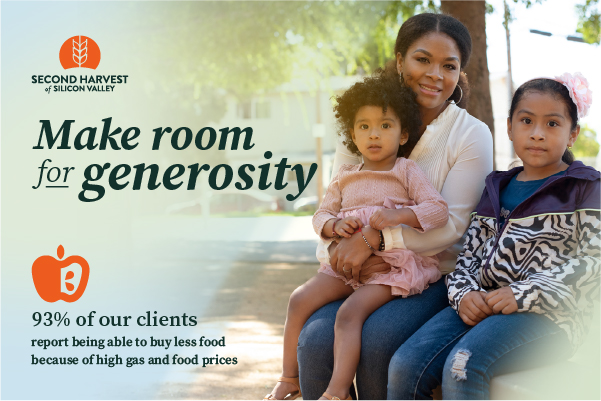 SECOND HARVEST
of SILICON VALLEY
Make room
for generosity
93% of our clients
report being able to buy less food
because of high gas and food prices